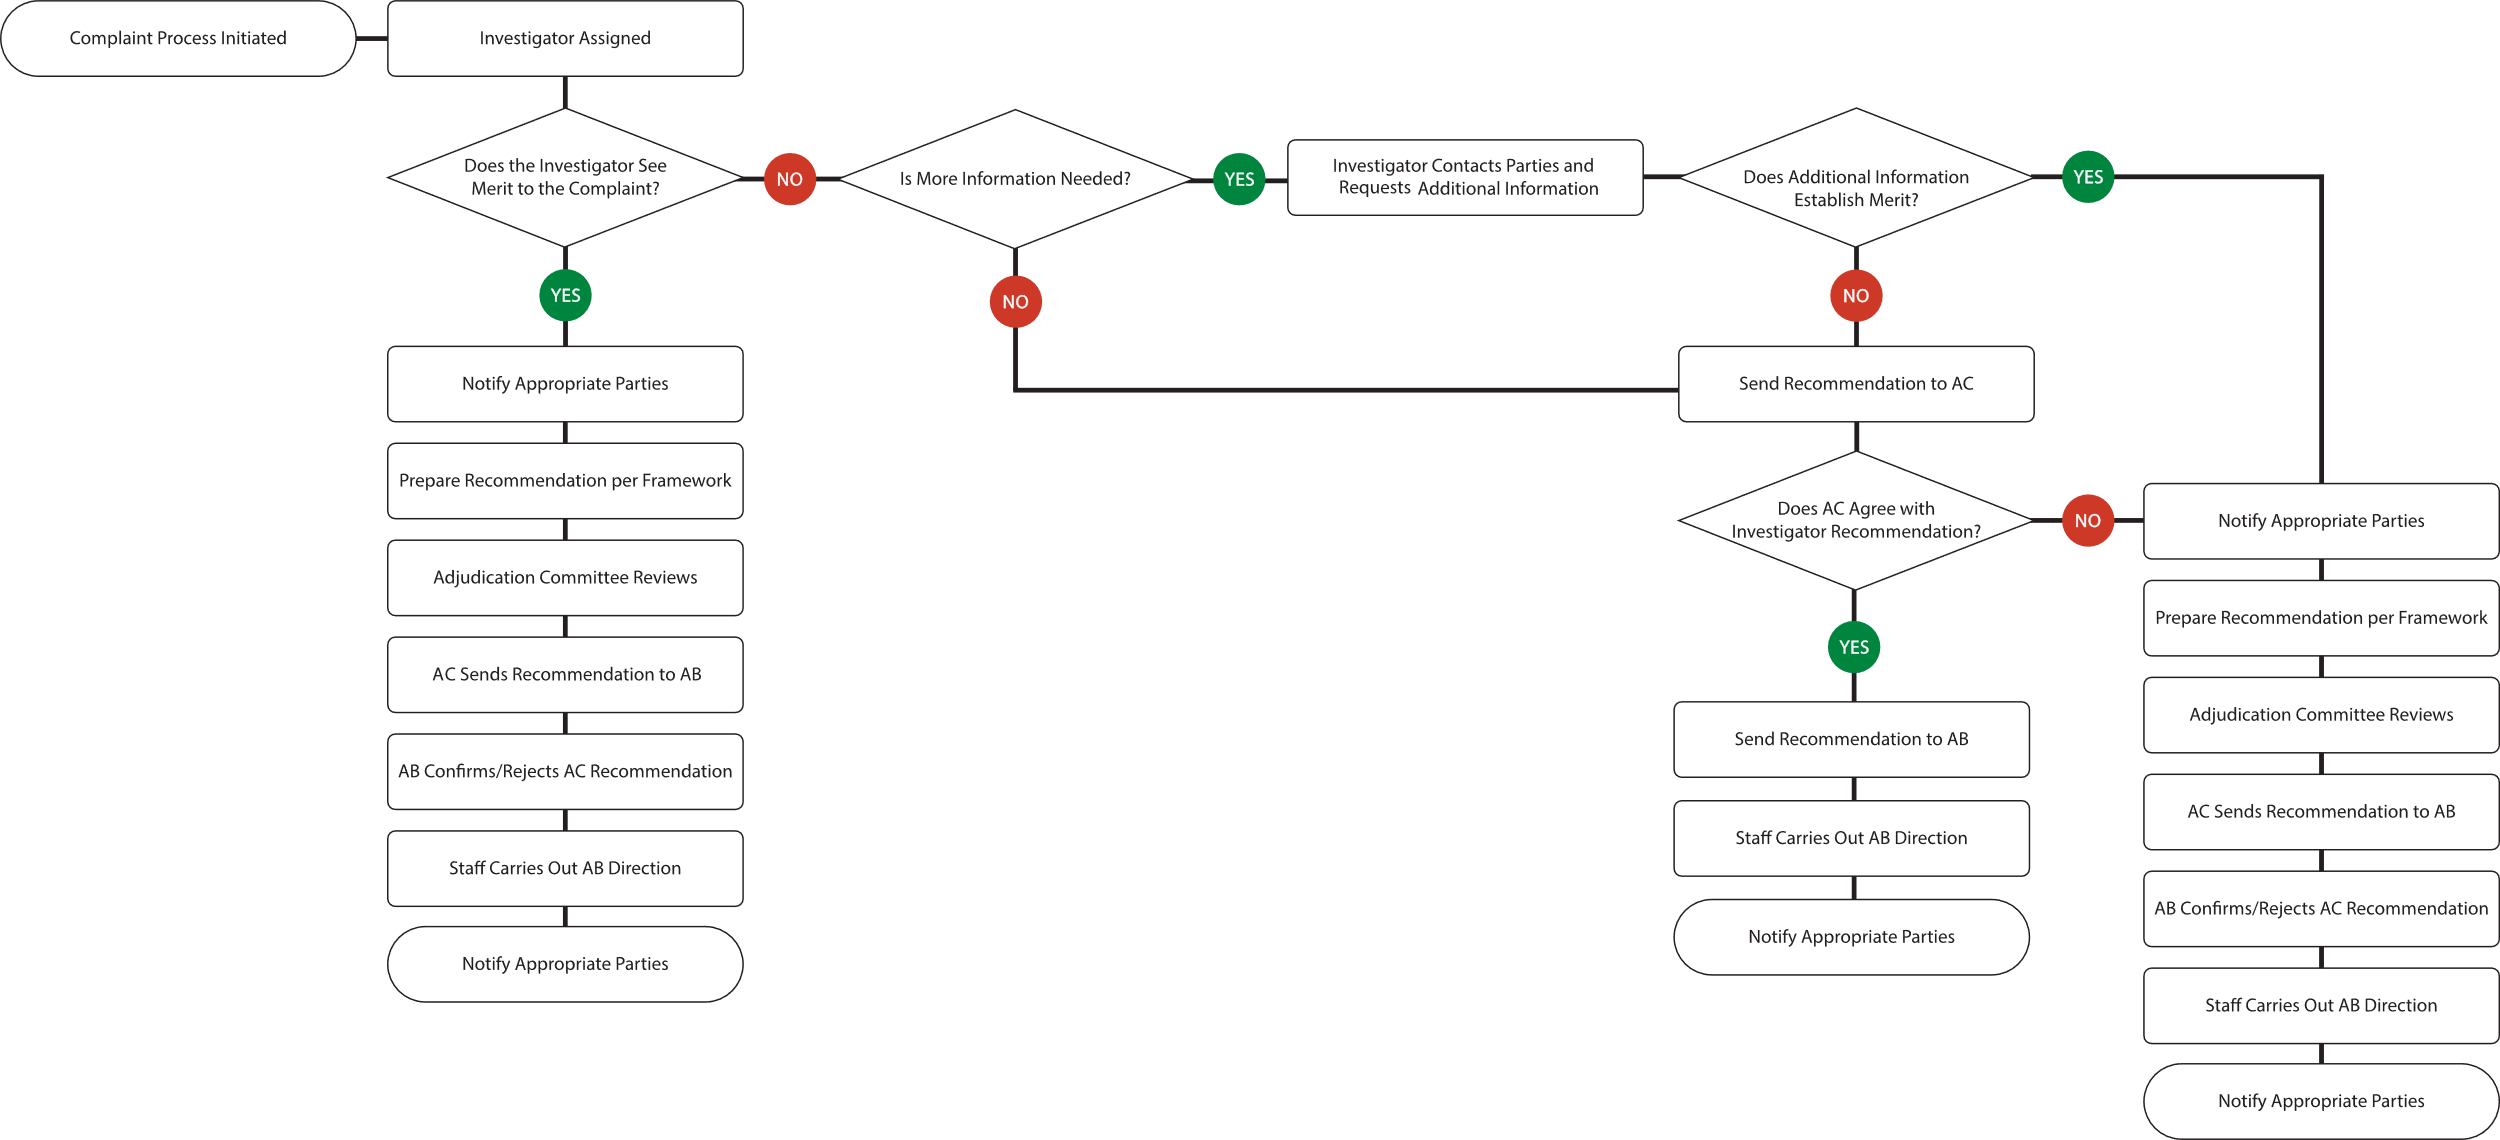 Complaint Process Initiated
Investigator Assigned
Does the Investigator See
Merit to the Complaint?
NO
Is More Information Needed?
YES
Investigator Contacts Parties and
Requests Additional Information
Does Additional Information
Establish Merit?
YES
YES
NO
NO
Notify Appropriate Parties
Prepare Recommendation per Framework
Adjudication Committee Reviews
AC Sends Recommendation to AB
AB Confirms/Rejects AC Recommendation
Staff Carries Out AB Direction
Notify Appropriate Parties
Send Recommendation to AC
Does AC Agree with
Investigator Recommendation?
NO
YES
Send Recommendation to AB
Staff Carries Out AB Direction
Notify Appropriate Parties
Notify Appropriate Parties
Prepare Recommendation per Framework
Adjudication Committee Reviews
AC Sends Recommendation to AB
AB Confirms/Rejects AC Recommendation
Staff Carries Out AB Direction
Notify Appropriate Parties